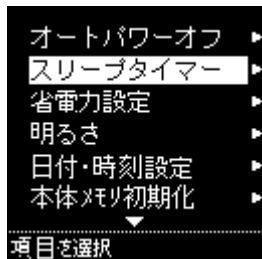 オートパワーオフ
スリープタイマー
省電力設定
明るさ
日付・時刻設定
本体メモリ初期化
項目を選択